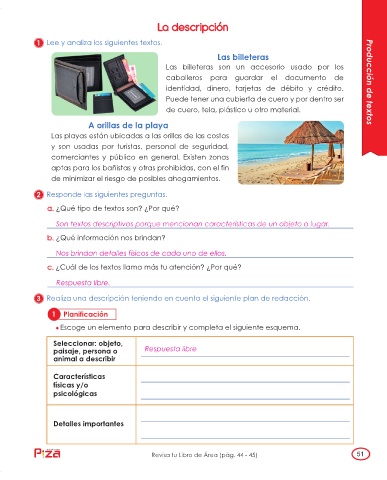 La descripción
1 Lee y analiza los siguientes textos.
Las billeteras
Las billeteras son un accesorio usado por los
caballeros para guardar el documento de
identidad, dinero, tarjetas de débito y crédito.
Puede tener una cubierta de cuero y por dentro ser
de cuero, tela, plástico u otro material.
A orillas de la playa
Las playas están ubicadas a las orillas de las costas
y son usadas por turistas, personal de seguridad,
comerciantes y público en general. Existen zonas
aptas para los bañistas y otras prohibidas, con el fin
de minimizar el riesgo de posibles ahogamientos.
2 Responde las siguientes preguntas.
a. ¿Qué tipo de textos son? ¿Por qué?
Son textos descriptivos porque mencionan características de un objeto o lugar.
b. ¿Qué información nos brindan?
Nos brindan detalles físicos de cada uno de ellos.
c. ¿Cuál de los textos llama más tu atención? ¿Por qué?
Respuesta libre.
3 Realiza una descripción teniendo en cuenta el siguiente plan de redacción.
1 Planificación
• Escoge un elemento para describir y completa el siguiente esquema.
Seleccionar: objeto,
paisaje, persona o
animal a describir
Respuesta libre
Características
físicas y/o
psicológicas
Detalles importantes
Producción de textos
Piza
Revisa tu Libro de Área (pág. 44 - 45)
51